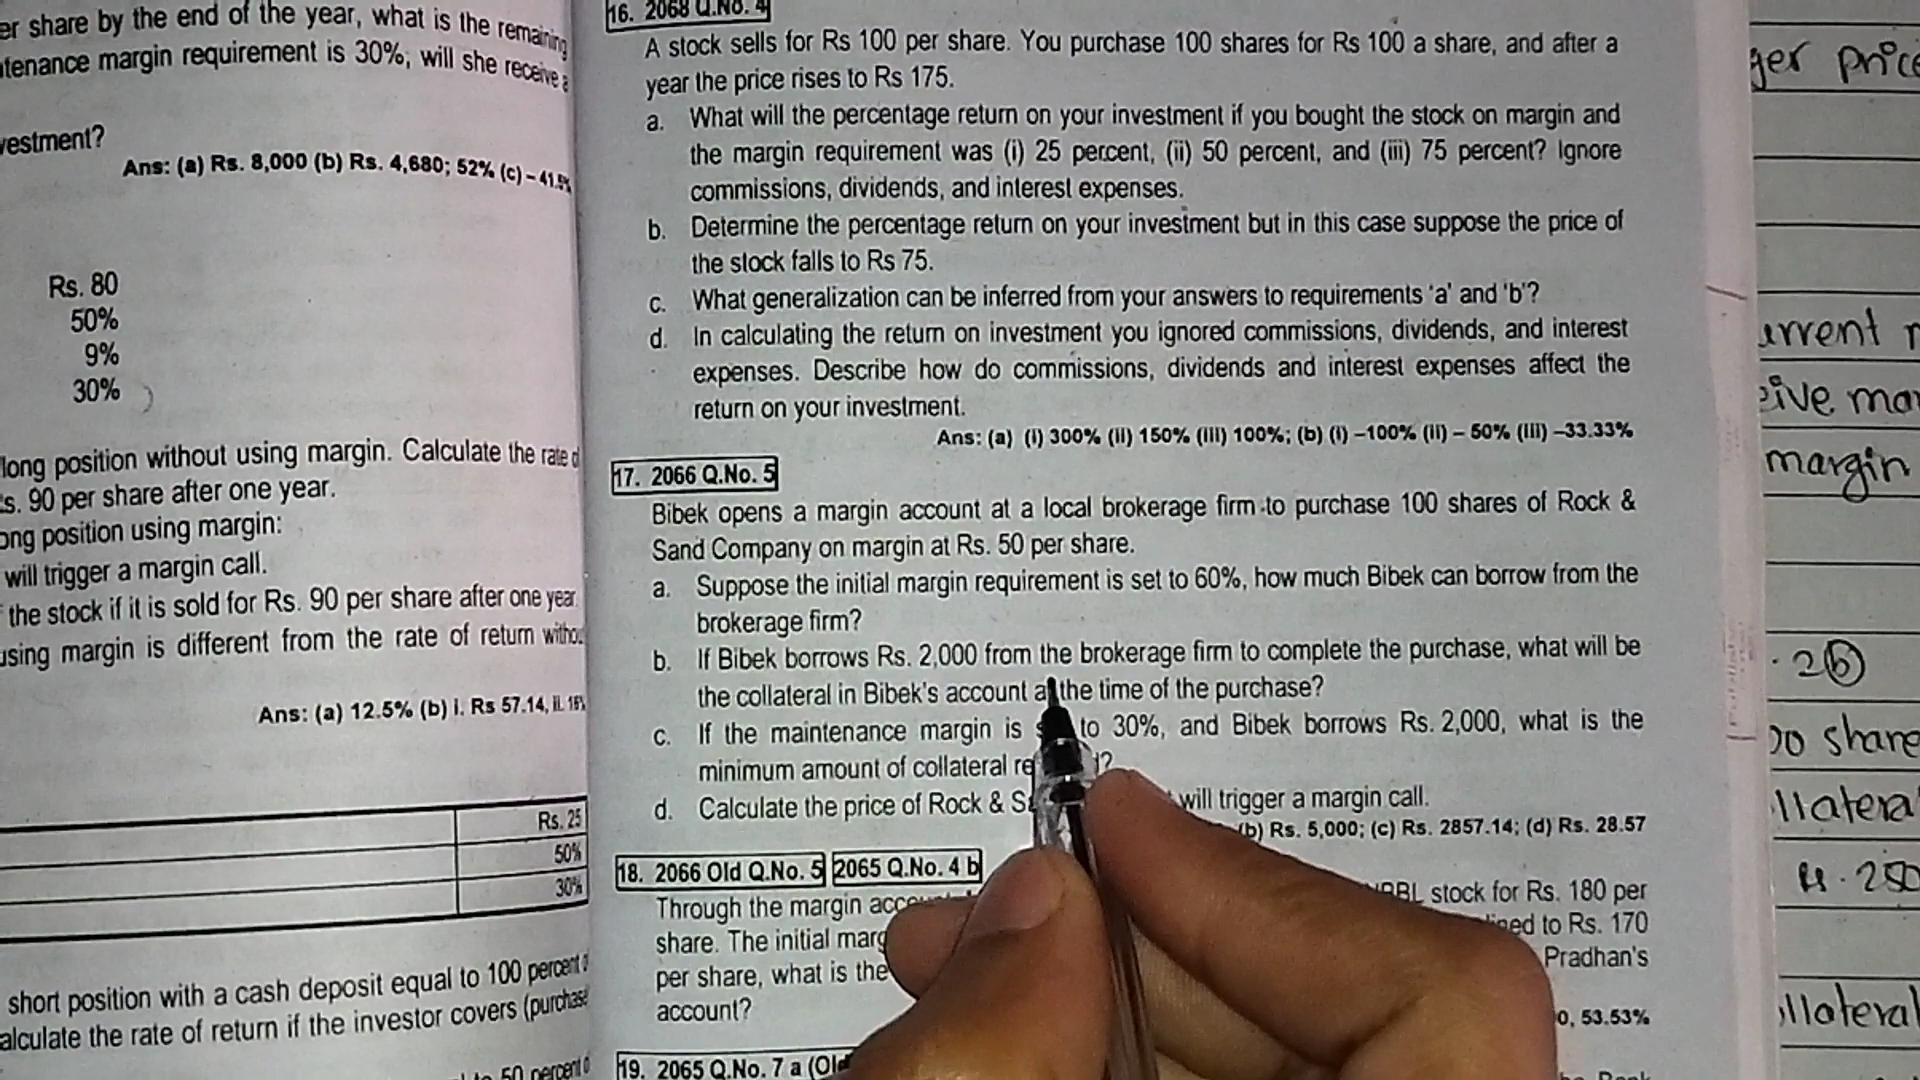 er share by the end of the year, what is the remaining
tenance margin requirement is 30%, will she receive a
vestment?
Ans: (a) Rs. 8,000 (b) Rs. 4,680; 52% (c) – 41.5%
Rs. 80
50%
9%
30%
long position without using margin. Calculate the rate o
s. 90 per share after one year.
ong position using margin:
will trigger a margin call.
the stock if it is sold for Rs. 90 per share after one year.
using margin is different from the rate of return withou
Ans: (a) 12.5% (b) i. Rs 57.14, ii.
Rs. 25
50%
30%
short position with a cash deposit equal to 100 percent
alculate the rate of return if the investor covers (purchase
50 percent
16. 2068 Q.No. 4
A stock sells for Rs 100 per share. You purchase 100 shares for Rs 100 a share, and after a
year the price rises to Rs 175.
a. What will the percentage return on your investment if you bought the stock on margin and
the margin requirement was (i) 25 percent, (ii) 50 percent, and (iii) 75 percent? Ignore
commissions, dividends, and interest expenses.
b. Determine the percentage return on your investment but in this case suppose the price of
the stock falls to Rs 75.
c. What generalization can be inferred from your answers to requirements 'a' and 'b'?
d. In calculating the return on investment you ignored commissions, dividends, and interest
expenses. Describe how do commissions, dividends and interest expenses affect the
return on your investment.
Ans: (a) (i) 300% (ii) 150% (iii) 100%; (b) (i) –100% (ii) – 50% (iii) –33.33%
17. 2066 Q.No. 5
Bibek opens a margin account at a local brokerage firm to purchase 100 shares of Rock &
Sand Company on margin at Rs. 50 per share.
a. Suppose the initial margin requirement is set to 60%, how much Bibek can borrow from the
brokerage firm?
b. If Bibek borrows Rs. 2,000 from the brokerage firm to complete the purchase, what will be
the collateral in Bibek's account a the time of the purchase?
c. If the maintenance margin is s to 30%, and Bibek borrows Rs. 2,000, what is the
minimum amount of collateral re ?
d. Calculate the price of Rock & S will trigger a margin call.
(b) Rs. 5,000; (c) Rs. 2857.14; (d) Rs. 28.57
18. 2066 Old Q.No. 5 2065 Q.No. 4 b
Through the margin acc BL stock for Rs. 180 per
share. The initial marg ned to Rs. 170
per share, what is the Pradhan's
account?
0, 53.53%
19. 2065 Q.No. 7 a (Old
ger price
urrent
eive mar
margin
. 2 (b)
00 share
llatera
Rs. 250
llateral